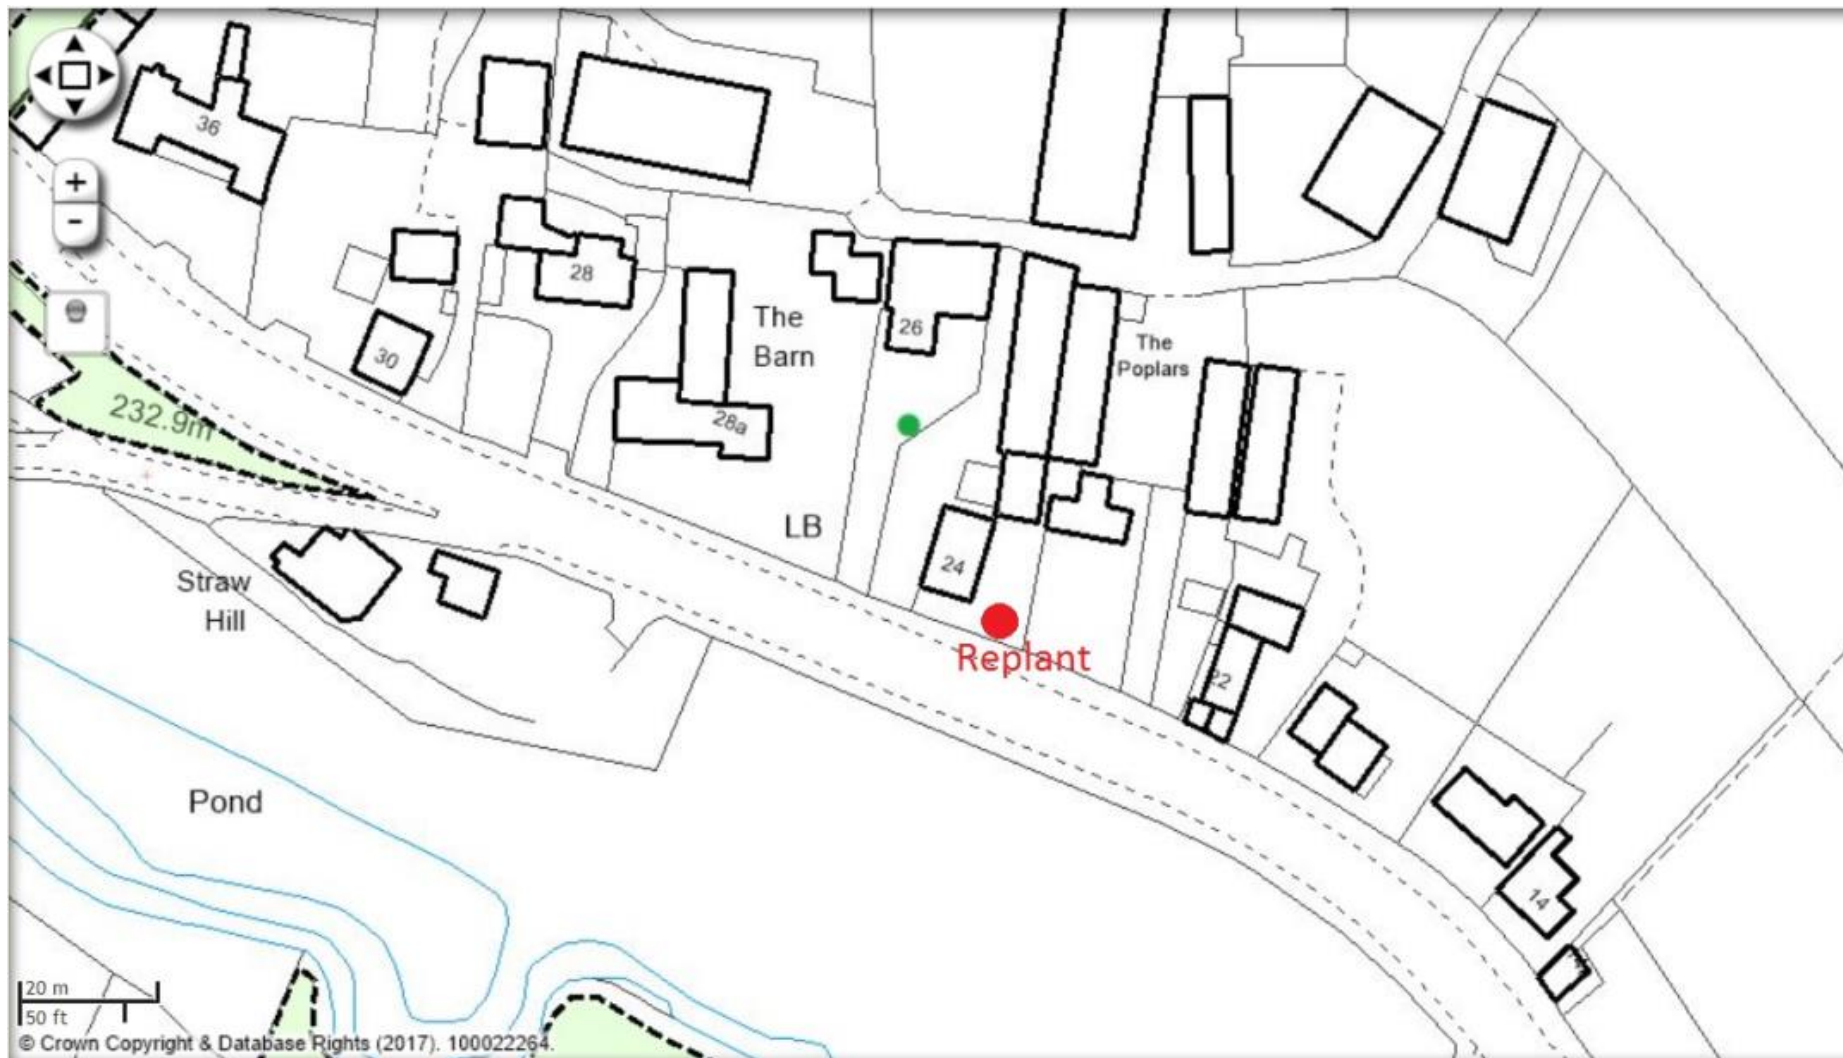 36
28
30
The
Barn
26
The
Poplars
28a
232.9m
LB
24
Straw
Hill
Replant
22
Pond
14
20 m
50 ft
© Crown Copyright & Database Rights (2017). 100022264.